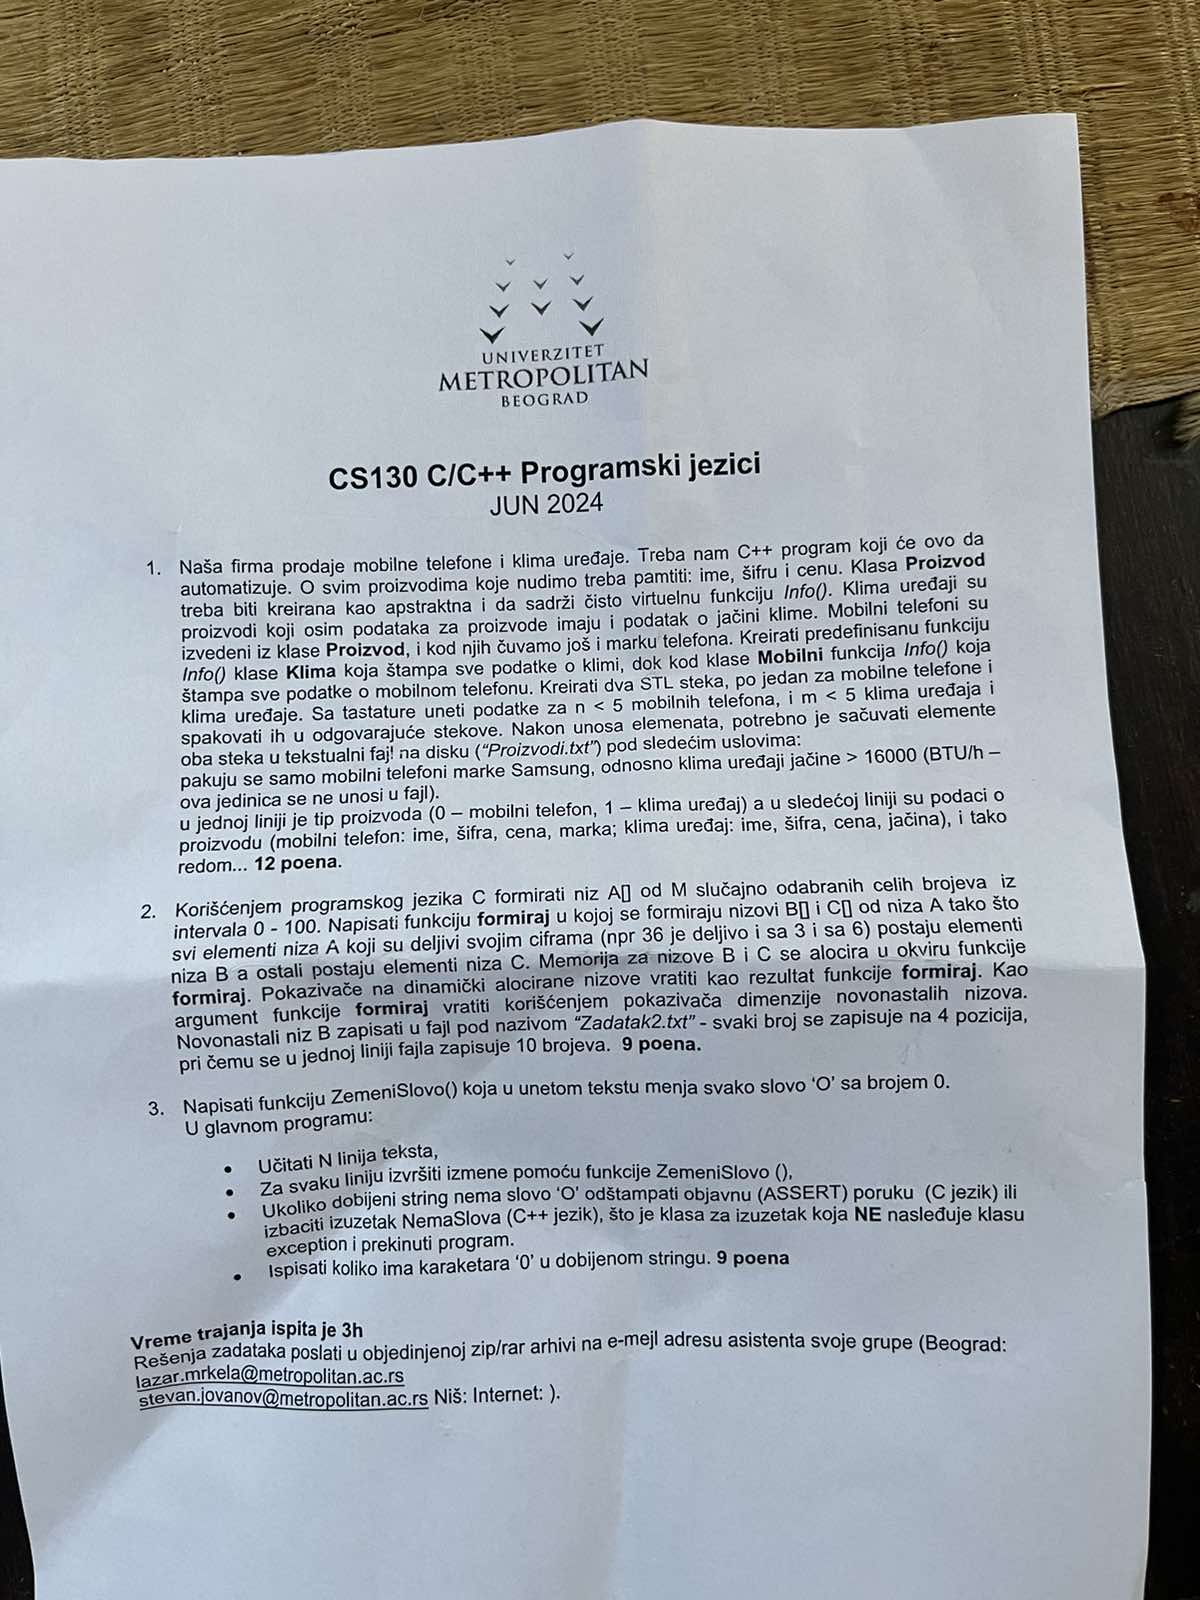 UNIVERZITET
METROPOLITAN
BEOGRAD
CS130 C/C++ Programski jezici
JUN 2024
1. Naša firma prodaje mobilne telefone i klima uređaje. Treba nam C++ program koji će ovo da
automatizuje. O svim proizvodima koje nudimo treba pamtiti: ime, šifru i cenu. Klasa Proizvod
treba biti kreirana kao apstraktna i da sadrži čisto virtuelnu funkciju Info(). Klima uređaji su
proizvodi koji osim podataka za proizvode imaju i podatak o jačini klime. Mobilni telefoni su
izvedeni iz klase Proizvod, i kod njih čuvamo još i marku telefona. Kreirati predefinisanu funkciju
Info() klase Klima koja štampa sve podatke o klimi, dok kod klase Mobilni funkcija Info() koja
štampa sve podatke o mobilnom telefonu. Kreirati dva STL steka, po jedan za mobilne telefone i
klima uređaje. Sa tastature uneti podatke za n < 5 mobilnih telefona, i m < 5 klima uređaja i
spakovati ih u odgovarajuće stekove. Nakon unosa elemenata, potrebno je sačuvati elemente
oba steka u tekstualni faj! na disku (“Proizvodi.txt”) pod sledećim uslovima:
pakuju se samo mobilni telefoni marke Samsung, odnosno klima uređaji jačine > 16000 (BTU/h –
ova jedinica se ne unosi u fajl).
u jednoj liniji je tip proizvoda (0 – mobilni telefon, 1 – klima uređaj) a u sledećoj liniji su podaci o
proizvodu (mobilni telefon: ime, šifra, cena, marka; klima uređaj: ime, šifra, cena, jačina), i tako
redom... 12 poena.
2. Korišćenjem programskog jezika C formirati niz A[] od M slučajno odabranih celih brojeva iz
intervala 0 - 100. Napisati funkciju formiraj u kojoj se formiraju nizovi B[] i C[] od niza A tako što
svi elementi niza A koji su deljivi svojim ciframa (npr 36 je deljivo i sa 3 i sa 6) postaju elementi
niza B a ostali postaju elementi niza C. Memorija za nizove B i C se alocira u okviru funkcije
formiraj. Pokazivače na dinamički alocirane nizove vratiti kao rezultat funkcije formiraj. Kao
argument funkcije formiraj vratiti korišćenjem pokazivača dimenzije novonastalih nizova.
Novonastali niz B zapisati u fajl pod nazivom “Zadatak2.txt” - svaki broj se zapisuje na 4 pozicija,
pri čemu se u jednoj liniji fajla zapisuje 10 brojeva. 9 poena.
3. Napisati funkciju ZemeniSlovo() koja u unetom tekstu menja svako slovo ‘O’ sa brojem 0.
U glavnom programu:
• Učitati N linija teksta,
• Za svaku liniju izvršiti izmene pomoću funkcije ZemeniSlovo (),
• Ukoliko dobijeni string nema slovo ‘O’ odštampati objavnu (ASSERT) poruku (C jezik) ili
izbaciti izuzetak NemaSlova (C++ jezik), što je klasa za izuzetak koja NE nasleđuje klasu
exception i prekinuti program.
• Ispisati koliko ima karaketara ‘0’ u dobijenom stringu. 9 poena
Vreme trajanja ispita je 3h
Rešenja zadataka poslati u objedinjenoj zip/rar arhivi na e-mejl adresu asistenta svoje grupe (Beograd:
lazar.mrkela@metropolitan.ac.rs
stevan.jovanov@metropolitan.ac.rs Niš: Internet: ).